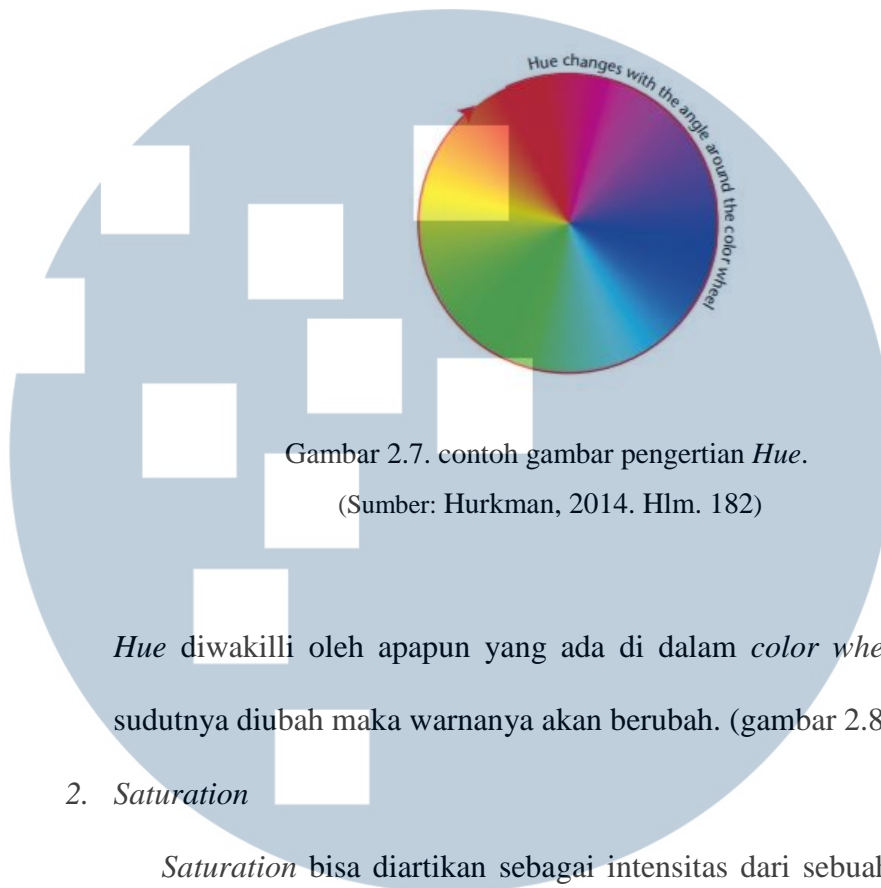 Hue changes with the angle around the color wheel
Gambar 2.7. contoh gambar pengertian Hue.
(Sumber: Hurkman, 2014. Hlm. 182)
Hue diwakilli oleh apapun yang ada di dalam color whe
sudutnya diubah maka warnanya akan berubah. (gambar 2.8
2. Saturation
Saturation bisa diartikan sebagai intensitas dari sebuah